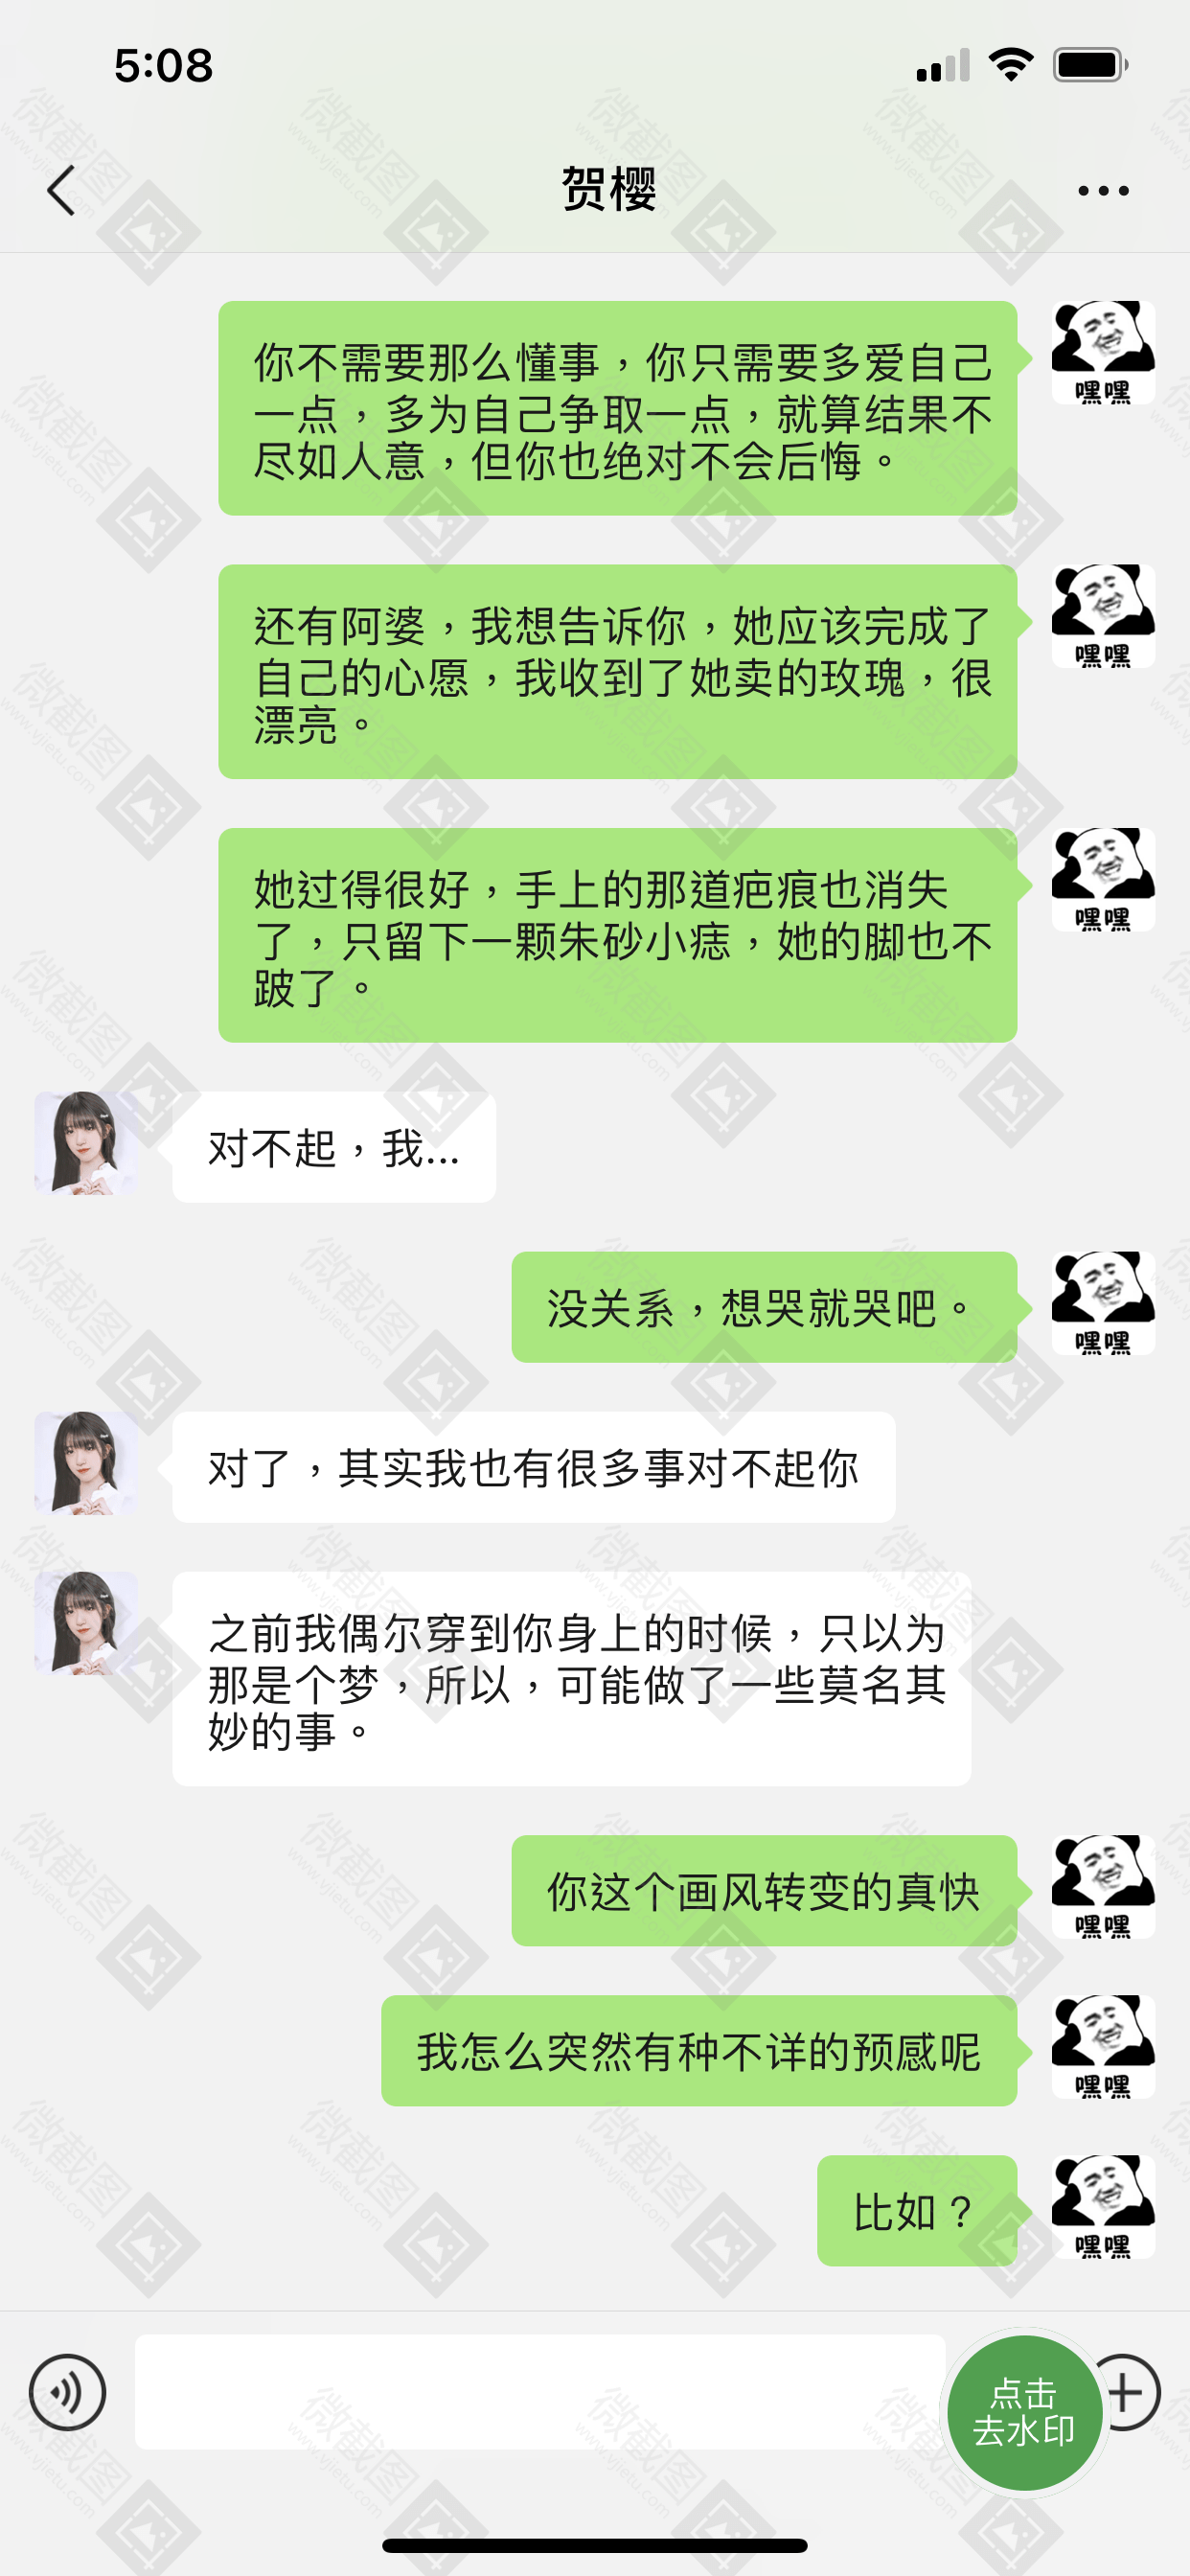 5:08
贺樱
你不需要那么懂事，你只需要多爱自己
一点，多为自己争取一点，就算结果不
尽如人意，但你也绝对不会后悔。
嘿嘿
还有阿婆，我想告诉你，她应该完成了
自己的心愿，我收到了她卖的玫瑰，很
漂亮。
嘿嘿
她过得很好，手上的那道疤痕也消失
了，只留下一颗朱砂小痣，她的脚也不
跛了。
嘿嘿
对不起，我...
没关系，想哭就哭吧。
嘿嘿
对了，其实我也有很多事对不起你
之前我偶尔穿到你身上的时候，只以为
那是个梦，所以，可能做了一些莫名其
妙的事。
你这个画风转变的真快
嘿嘿
我怎么突然有种不详的预感呢
嘿嘿
比如？
嘿嘿
点击
去水印
微截图
www.vjietu.com